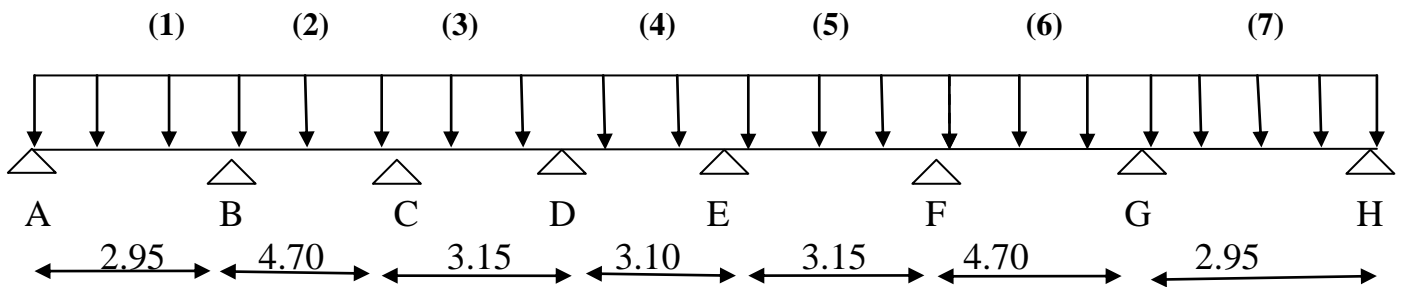 (1) (2) (3) (4) (5) (6) (7)
A B C D E F G H
2.95 4.70 3.15 3.10 3.15 4.70 2.95